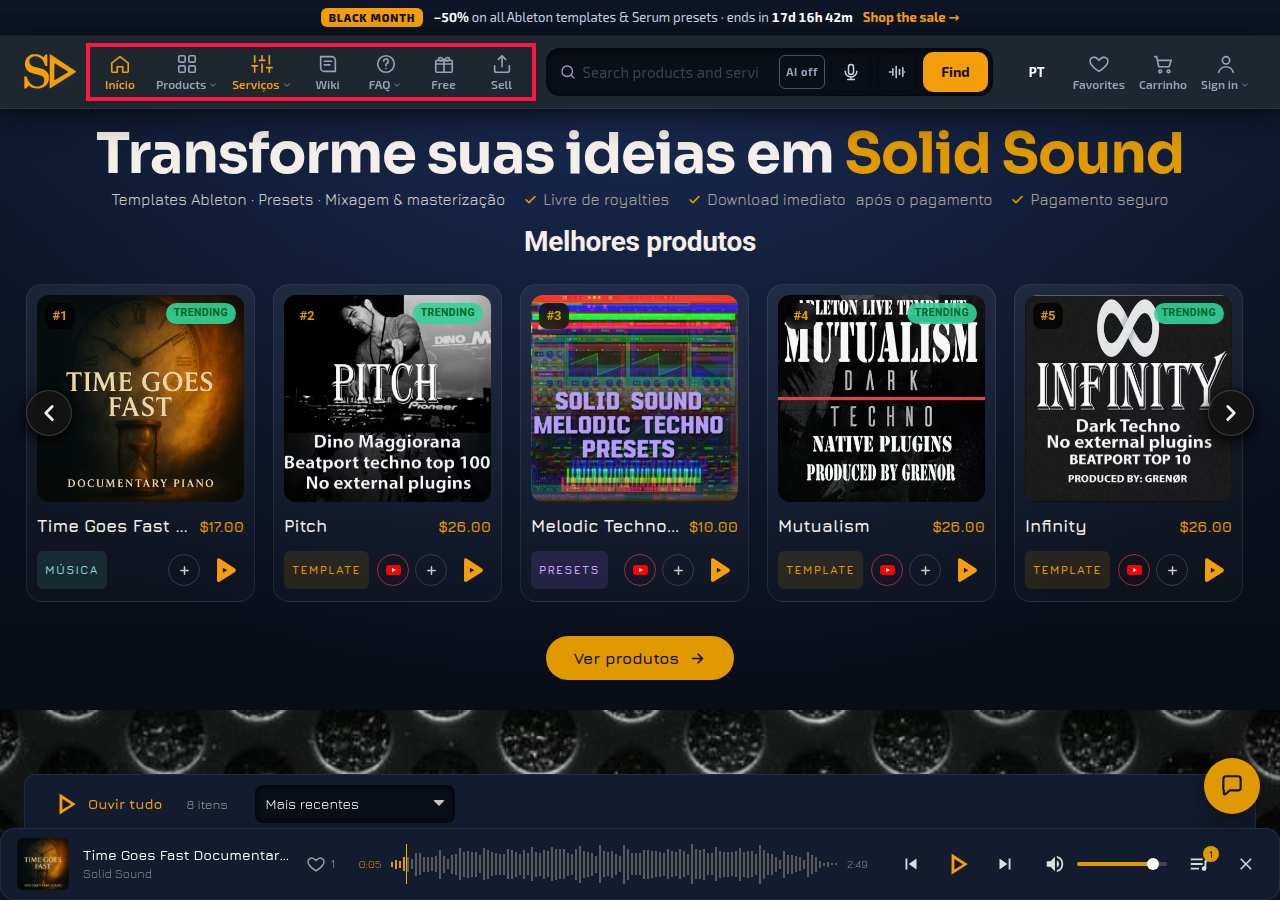 BLACK MONTH −50% on all Ableton templates & Serum presets · ends in 17d 16h 42m Shop the sale →
SD Início Products Serviços Wiki FAQ Free Sell Search products and servi AI off Find PT Favorites Carrinho Sign in
Transforme suas ideias em Solid Sound
Templates Ableton · Presets · Mixagem & masterização Livre de royalties Download imediato após o pagamento Pagamento seguro
Melhores produtos
#1 TRENDING
TIME GOES
FAST
DOCUMENTARY PIANO
Time Goes Fast ... $17.00
MÚSICA
#2 TRENDING
DINO M
PITCH
Pioneer
Dino Maggiorana
Beatport techno top 100
No external plugins
Pitch $26.00
TEMPLATE
#3
SOLID SOUND
MELODIC TECHNO
PRESETS
Melodic Techno... $10.00
PRESETS
#4 TRENDING
ABLETON LIVE TEMPLATE
MUTUALISM
DARK
TECHNO
NATIVE PLUGINS
PRODUCED BY GRENOR
Mutualism $26.00
TEMPLATE
#5 TRENDING
INFINITY
Dark Techno
No external plugins
BEATPORT TOP 10
PRODUCED BY: GRENØR
Infinity $26.00
TEMPLATE
Ver produtos →
Ouvir tudo 8 itens Mais recentes
TIME GOES
FAST
Time Goes Fast Documentar...
Solid Sound
1 0:05 2:49 1